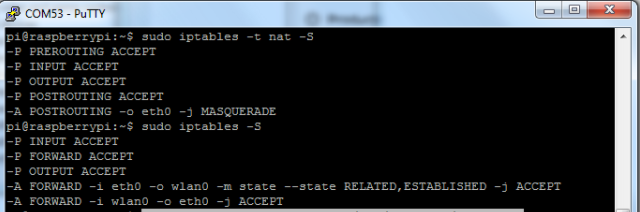 COM53 - PuTTY
pi@raspberrypi:~$ sudo iptables -t nat -S
-P PREROUTING ACCEPT
-P INPUT ACCEPT
-P OUTPUT ACCEPT
-P POSTROUTING ACCEPT
-A POSTROUTING -o eth0 -j MASQUERADE
pi@raspberrypi:~$ sudo iptables -S
-P INPUT ACCEPT
-P FORWARD ACCEPT
-P OUTPUT ACCEPT
-A FORWARD -i eth0 -o wlan0 -m state --state RELATED,ESTABLISHED -j ACCEPT
-A FORWARD -i wlan0 -o eth0 -j ACCEPT